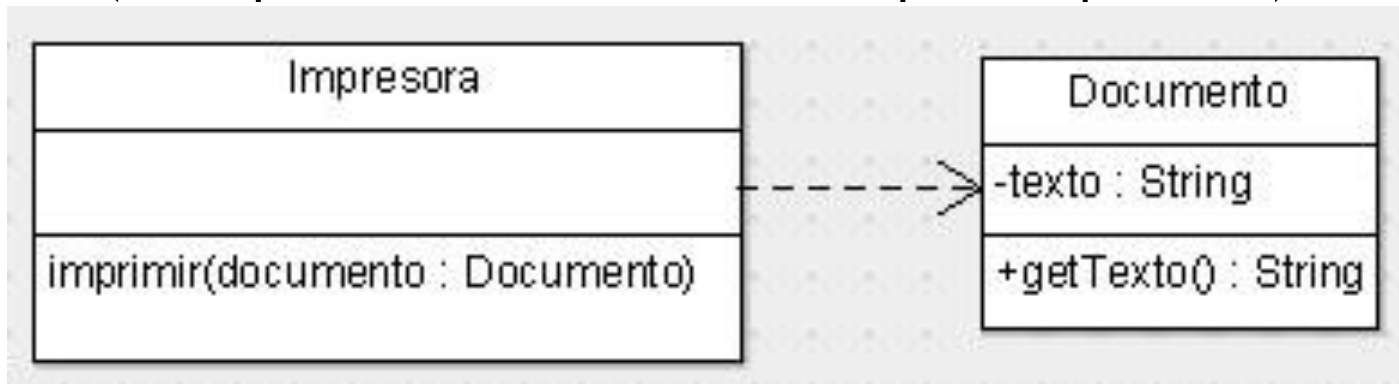 Impresora
imprimir(documento : Documento)
Documento
-texto : String
+getTexto() : String